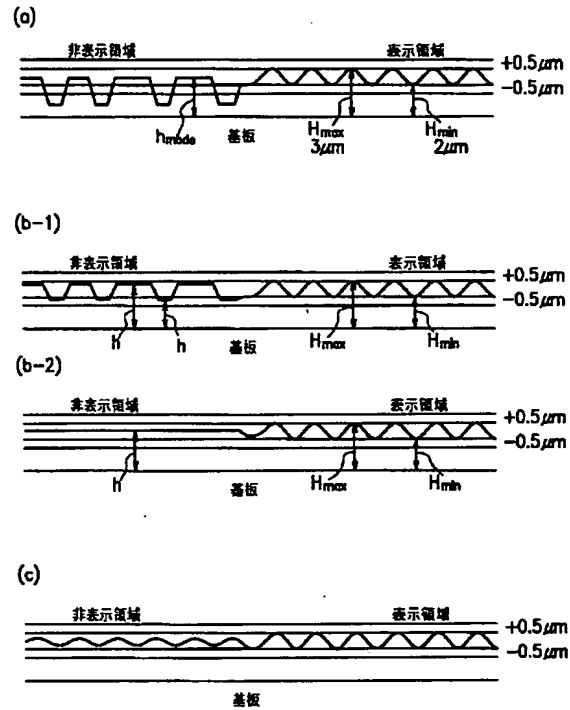 (a)
非表示領域 表示領域
+0.5μm
-0.5μm
hmode Hmax Hmin
3μm 2μm
基板
(b-1)
非表示領域 表示領域
+0.5μm
-0.5μm
h h Hmax Hmin
基板
(b-2)
非表示領域 表示領域
+0.5μm
-0.5μm
h Hmax Hmin
基板
(c)
非表示領域 表示領域
+0.5μm
-0.5μm
基板